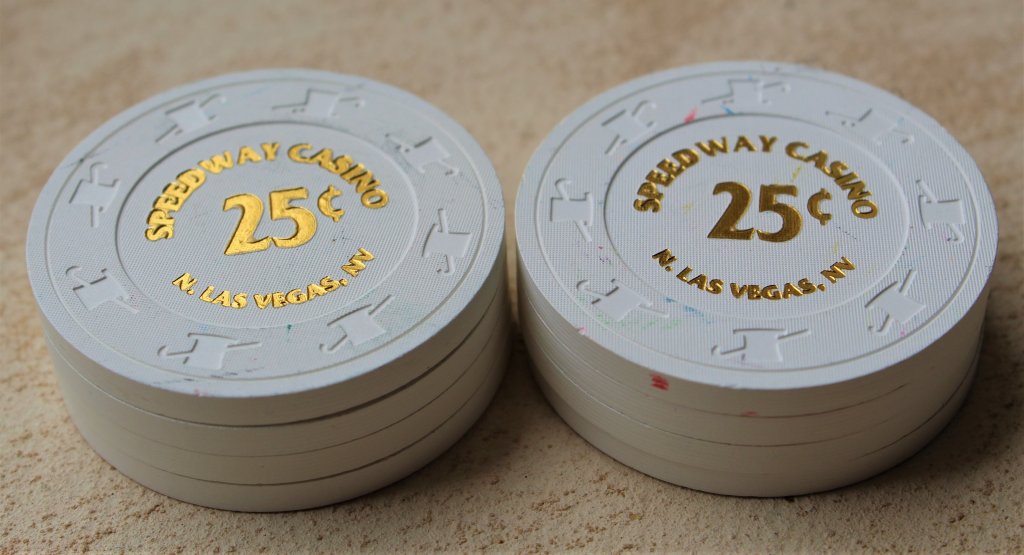 SPEEDWAY CASINO
25¢
N. LAS VEGAS, NV
SPEEDWAY CASINO
25¢
N. LAS VEGAS, NV